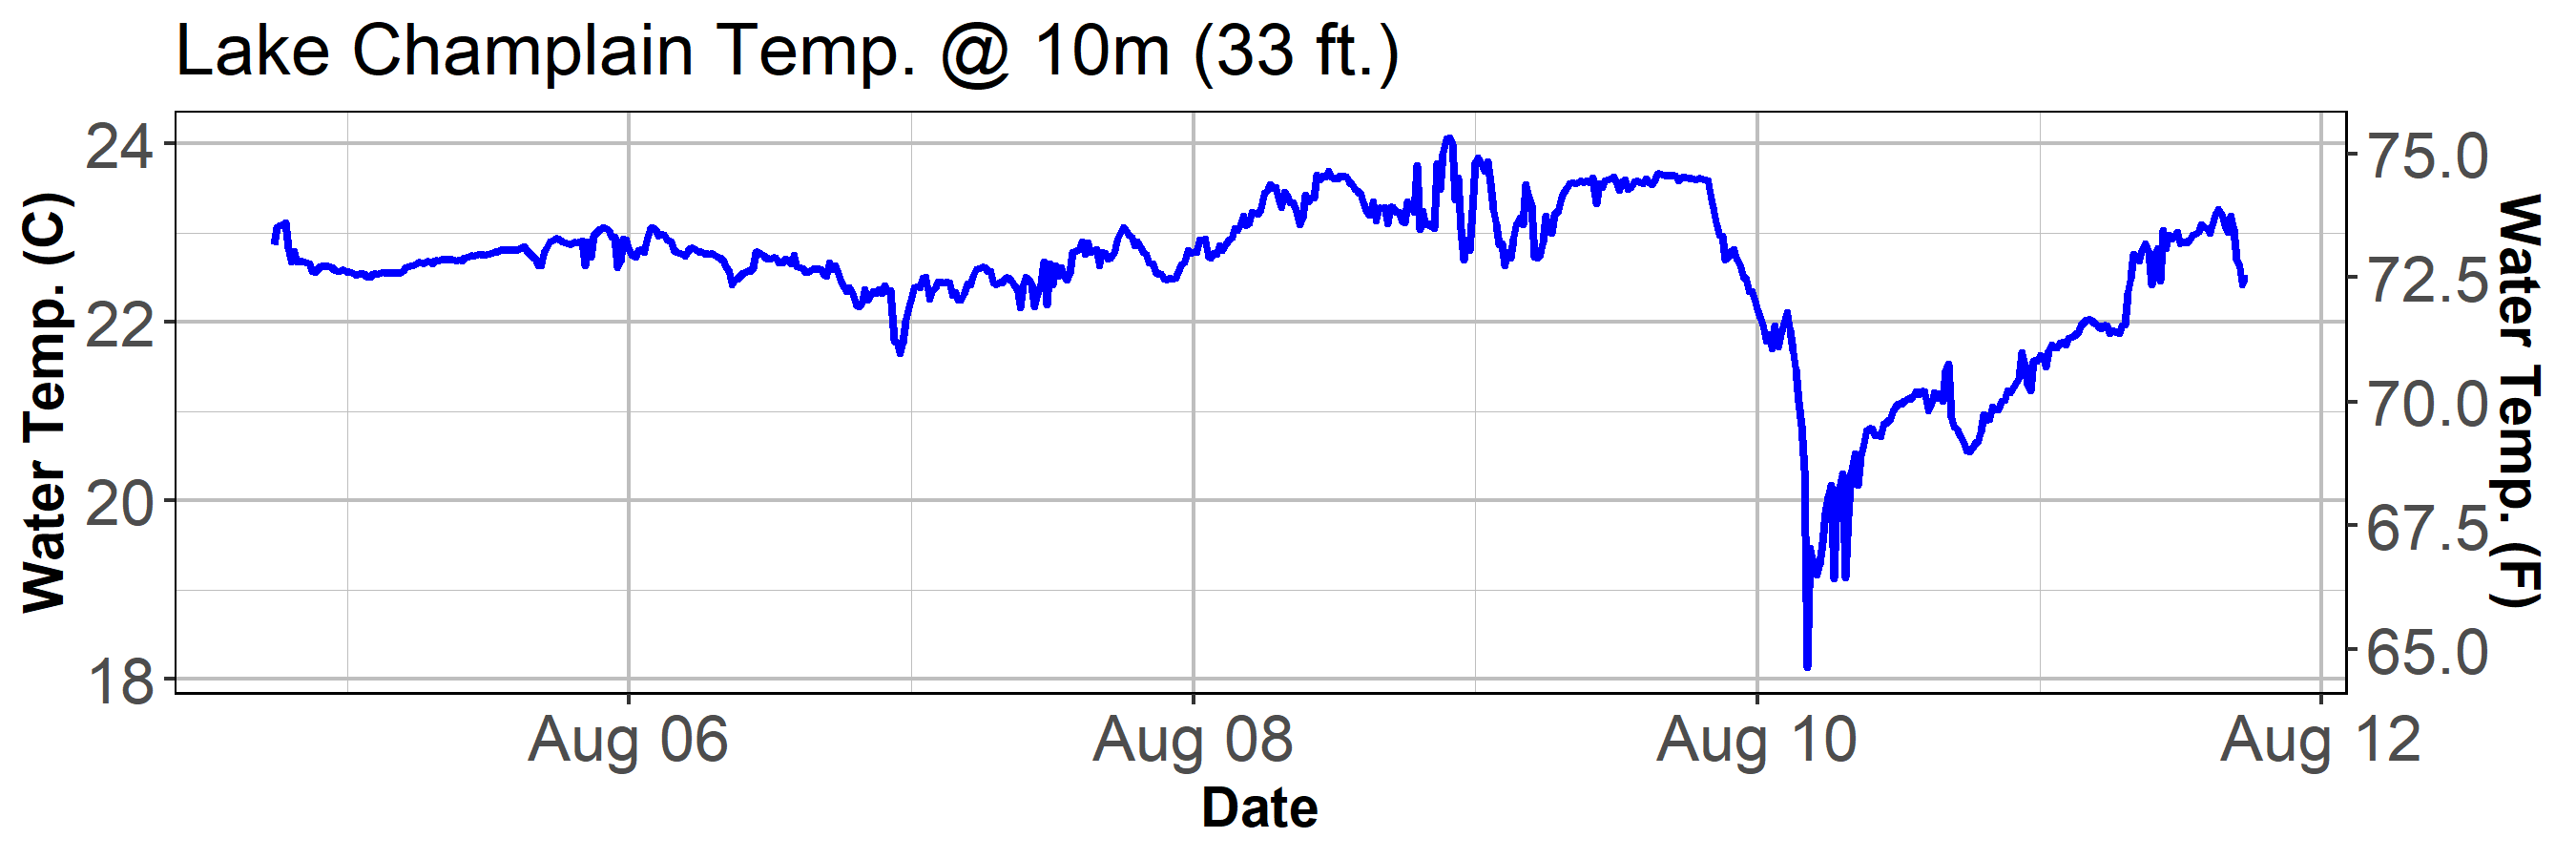 Lake Champlain Temp. @ 10m (33 ft.)
Water Temp. (C)
24
22
20
18
75.0
72.5
70.0
67.5
65.0
Water Temp. (F)
Aug 06
Aug 08
Aug 10
Aug 12
Date